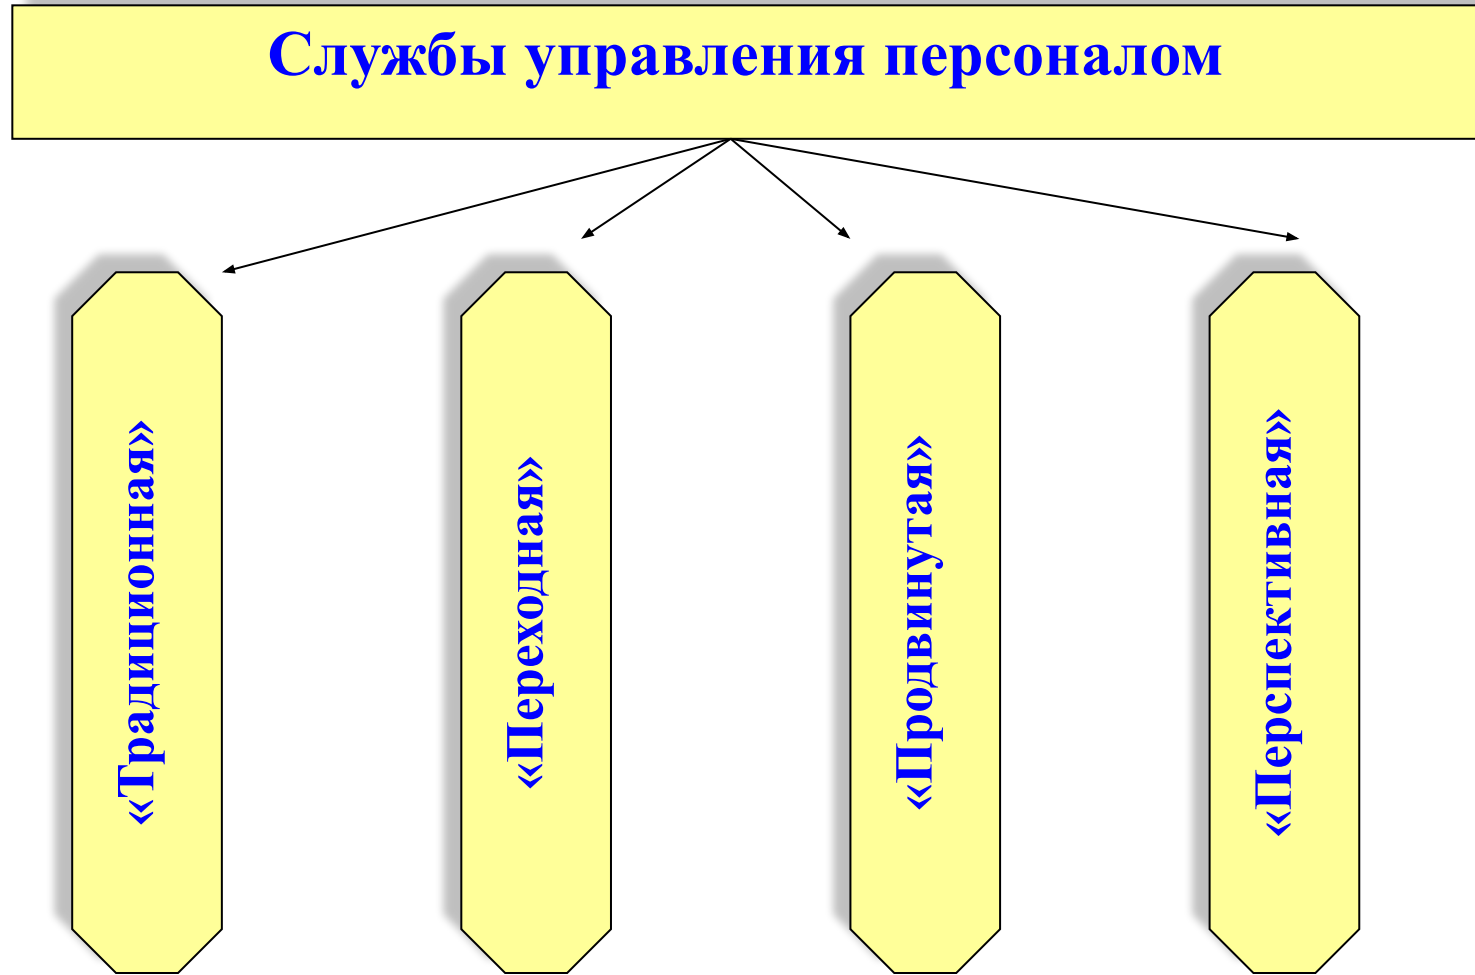 Службы управления персоналом
«Традиционная»
«Переходная»
«Продвинутая»
«Перспективная»